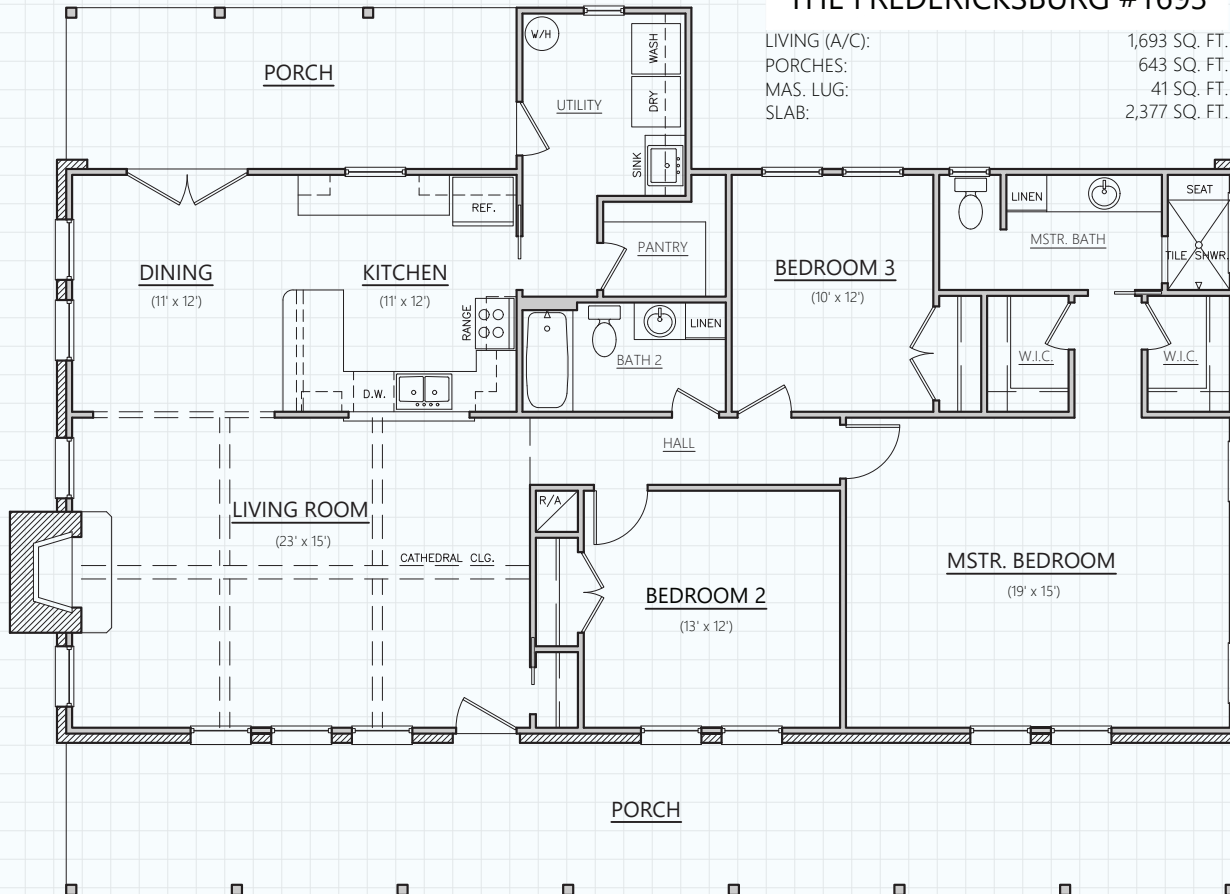 THE FREDERICKSBURG #1693
LIVING (A/C): 1,693 SQ. FT.
PORCHES: 643 SQ. FT.
MAS. LUG: 41 SQ. FT.
SLAB: 2,377 SQ. FT.
W/H
WASH
PORCH
UTILITY
DRY
SINK
REF.
LINEN
SEAT
PANTRY
MSTR. BATH
TILE SHWR.
DINING
(11' x 12')
KITCHEN
(11' x 12')
BEDROOM 3
(10' x 12')
RANGE
LINEN
BATH 2
W.I.C.
W.I.C.
D.W.
HALL
R/A
LIVING ROOM
(23' x 15')
CATHEDRAL CLG.
BEDROOM 2
(13' x 12')
MSTR. BEDROOM
(19' x 15')
PORCH